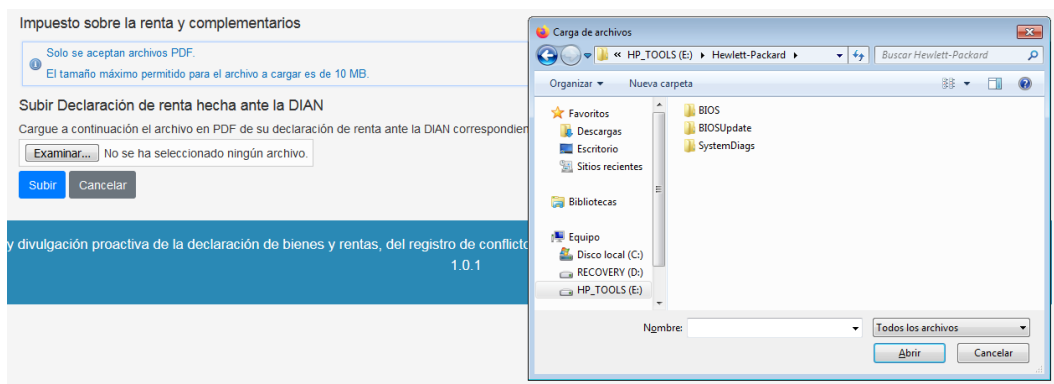 Impuesto sobre la renta y complementarios
Solo se aceptan archivos PDF.
El tamaño máximo permitido para el archivo a cargar es de 10 MB.
Subir Declaración de renta hecha ante la DIAN
Cargue a continuación el archivo en PDF de su declaración de renta ante la DIAN correspondien
Examinar... No se ha seleccionado ningún archivo.
Subir Cancelar
y divulgación proactiva de la declaración de bienes y rentas, del registro de conflicto
1.0.1
Carga de archivos
« HP_TOOLS (E:) Hewlett-Packard Buscar Hewlett-Packard
Organizar Nueva carpeta
Favoritos
Descargas
Escritorio
Sitios recientes
Bibliotecas
Equipo
Disco local (C:)
RECOVERY (D:)
HP_TOOLS (E:)
BIOS
BIOSUpdate
SystemDiags
Nombre: Todos los archivos
Abrir Cancelar